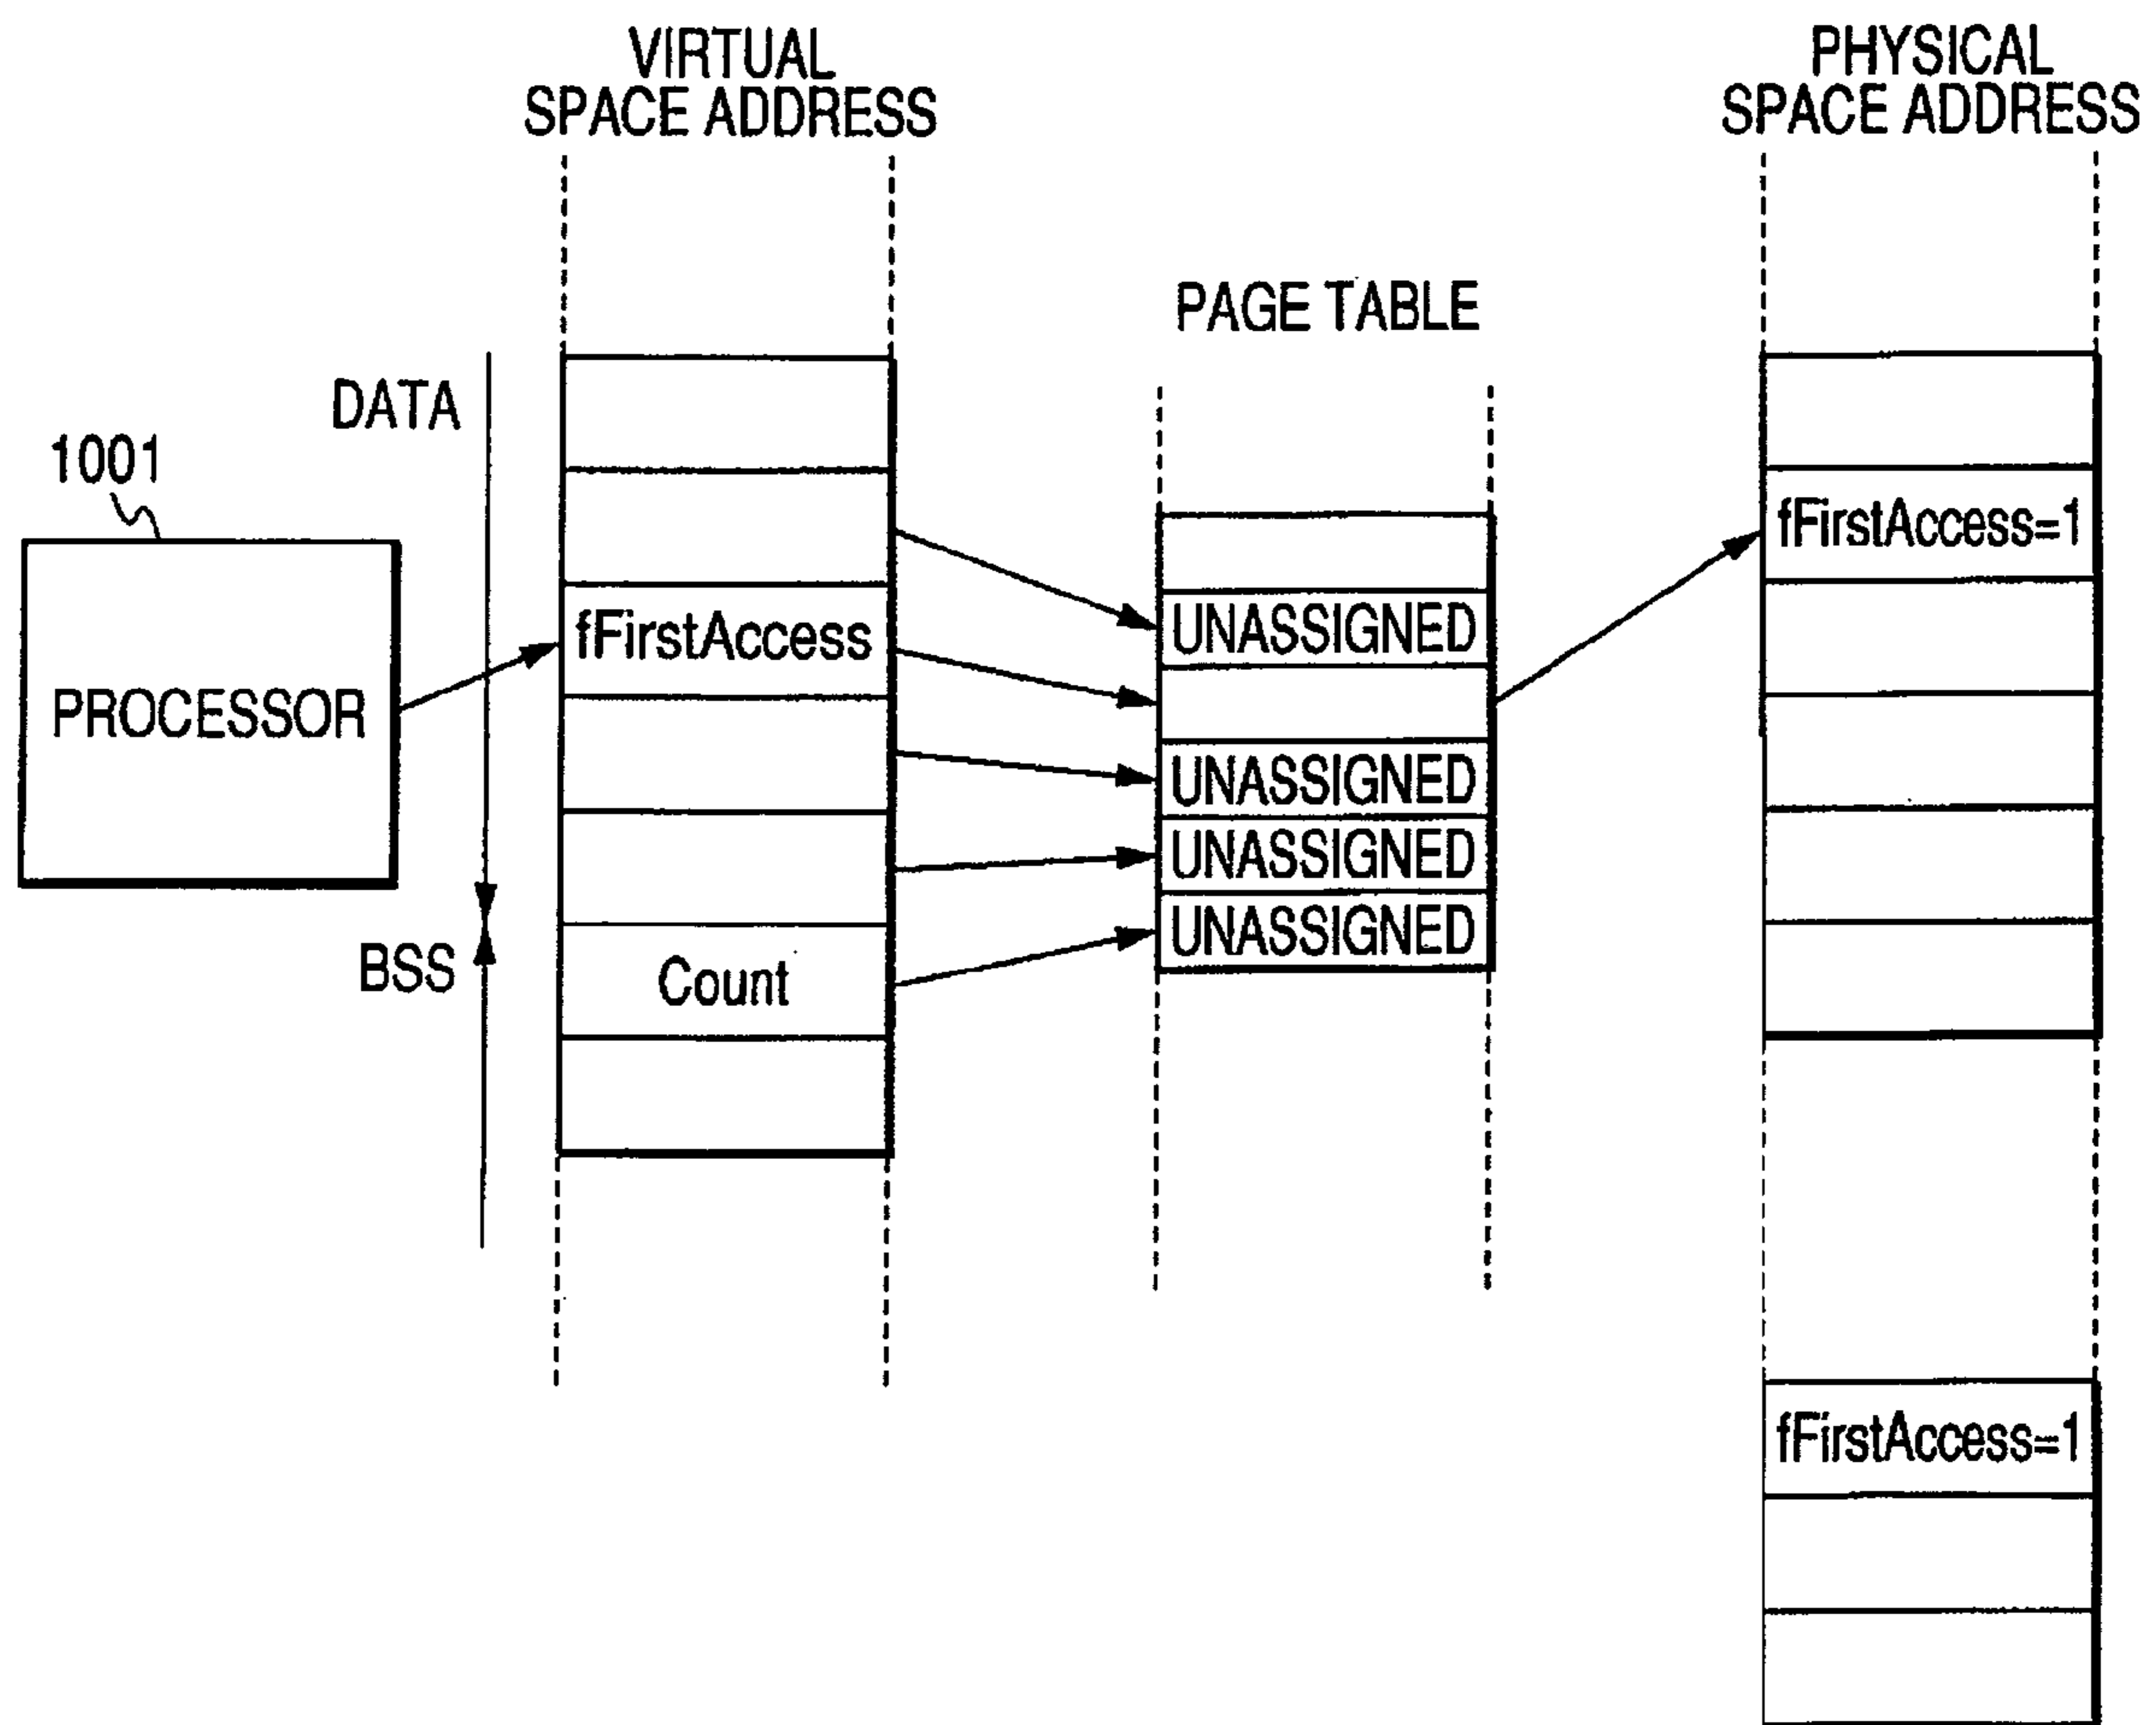 VIRTUAL
SPACE ADDRESS
PHYSICAL
SPACE ADDRESS
PAGE TABLE
DATA
1001
PROCESSOR
BSS
fFirstAccess
Count
UNASSIGNED
UNASSIGNED
UNASSIGNED
UNASSIGNED
fFirstAccess=1
fFirstAccess=1